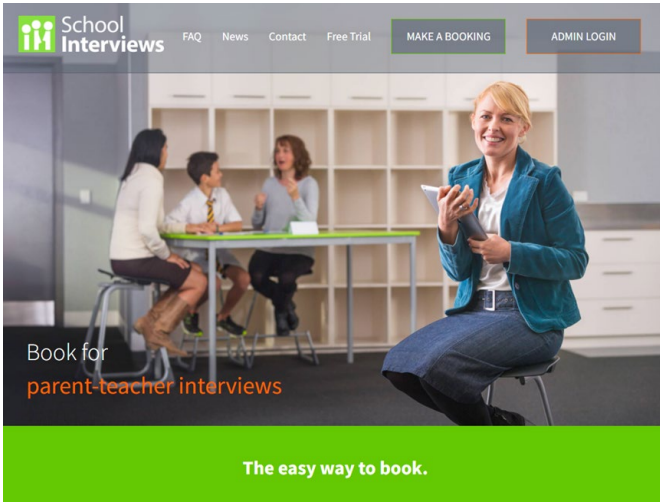 School
Interviews
FAQ
News
Contact
Free Trial
MAKE A BOOKING
ADMIN LOGIN
Book for
parent-teacher interviews
The easy way to book.